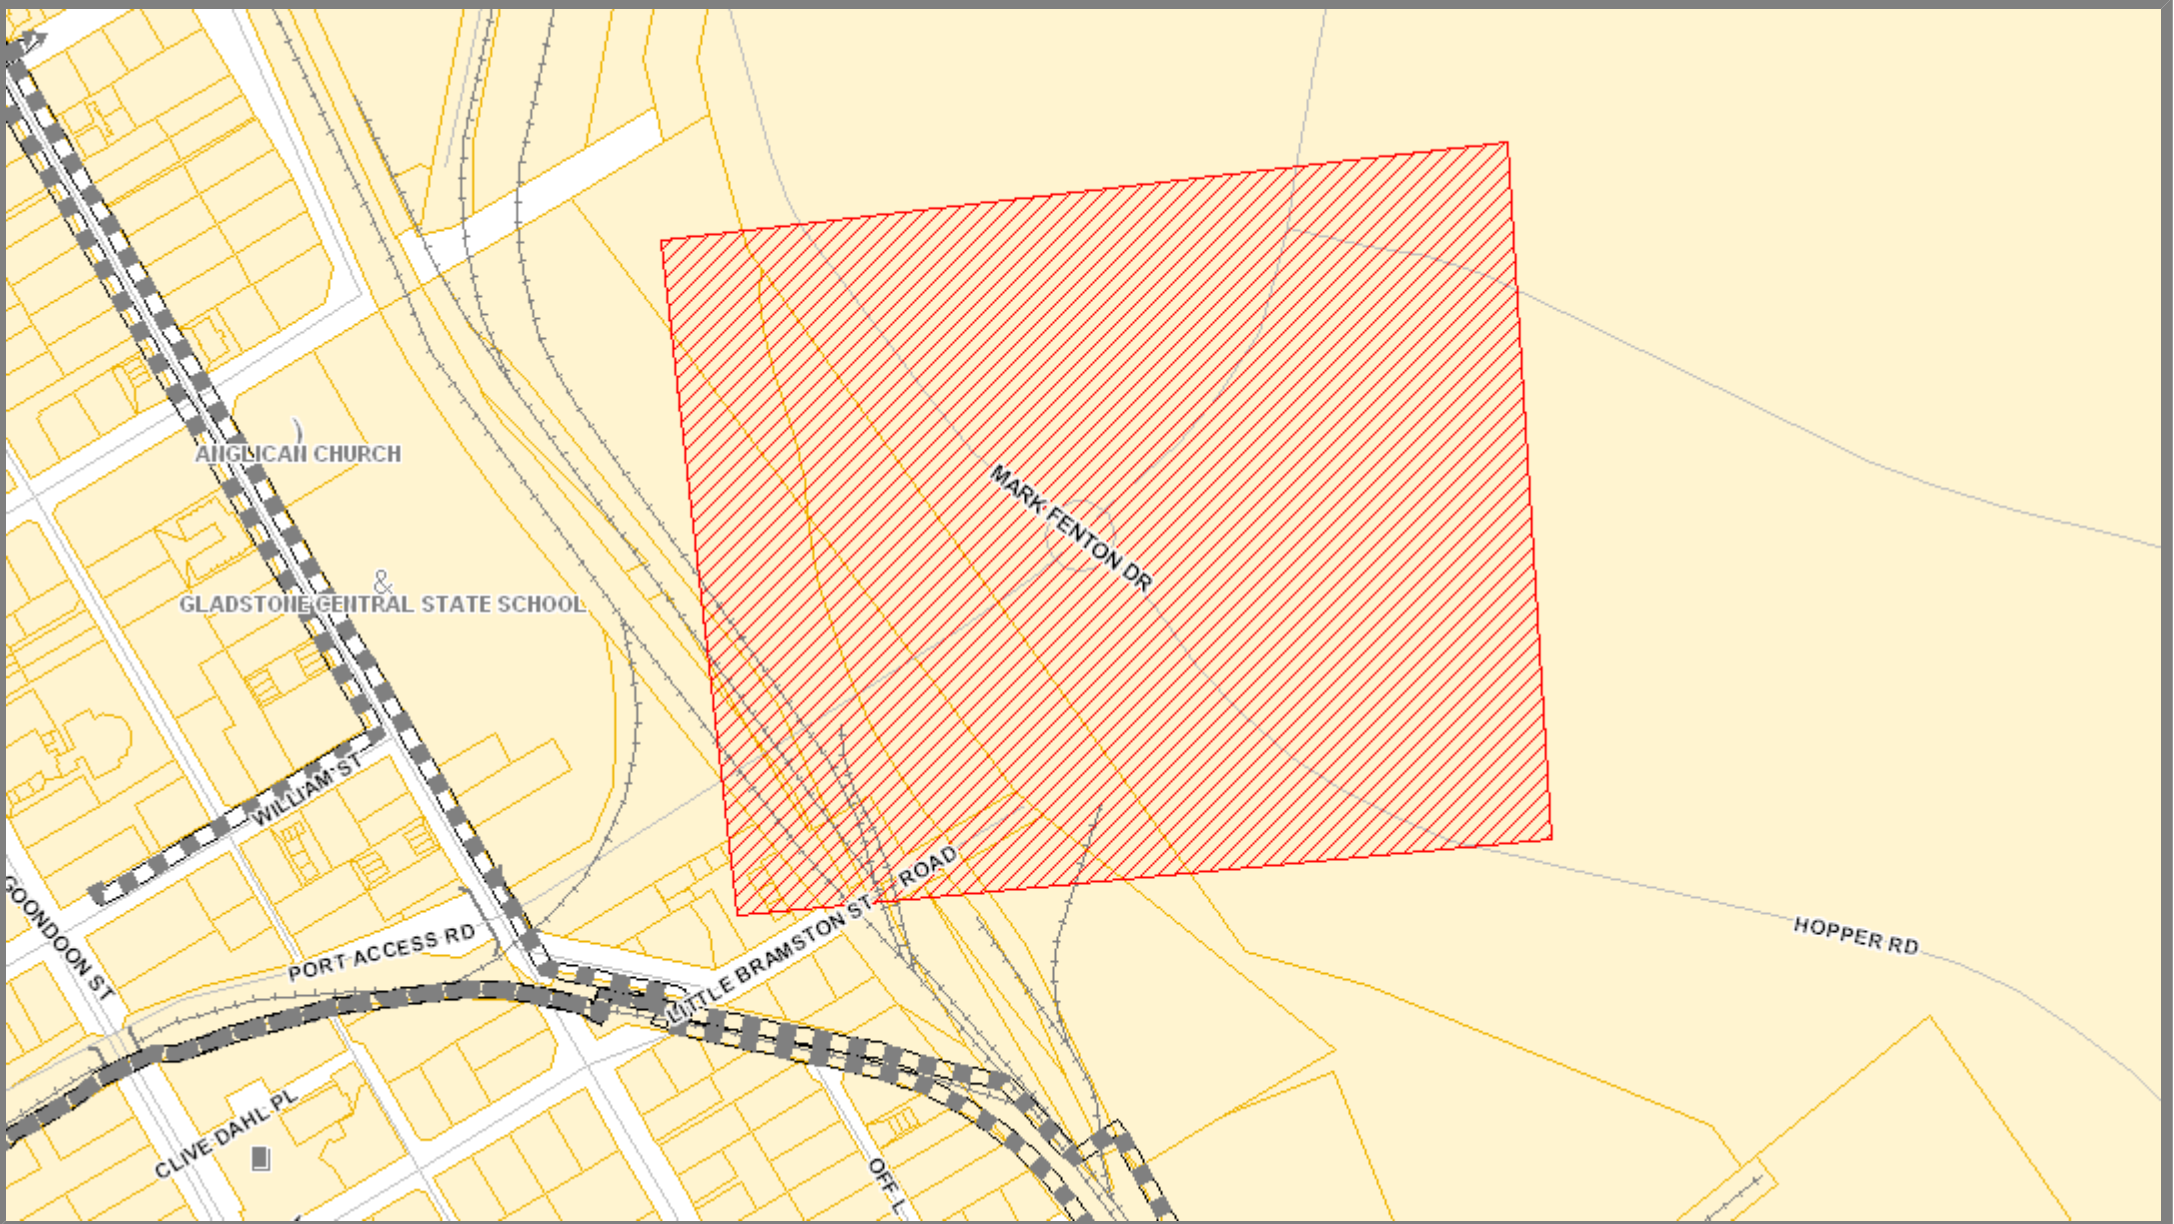 ANGLICAN CHURCH
MARK FENTON DR
&
GLADSTONE CENTRAL STATE SCHOOL
WILLIAM ST
GOONDOON ST
PORT ACCESS RD
LITTLE BRAMSTON ST
ROAD
HOPPER RD
CLIVE DAHL PL
OFF L